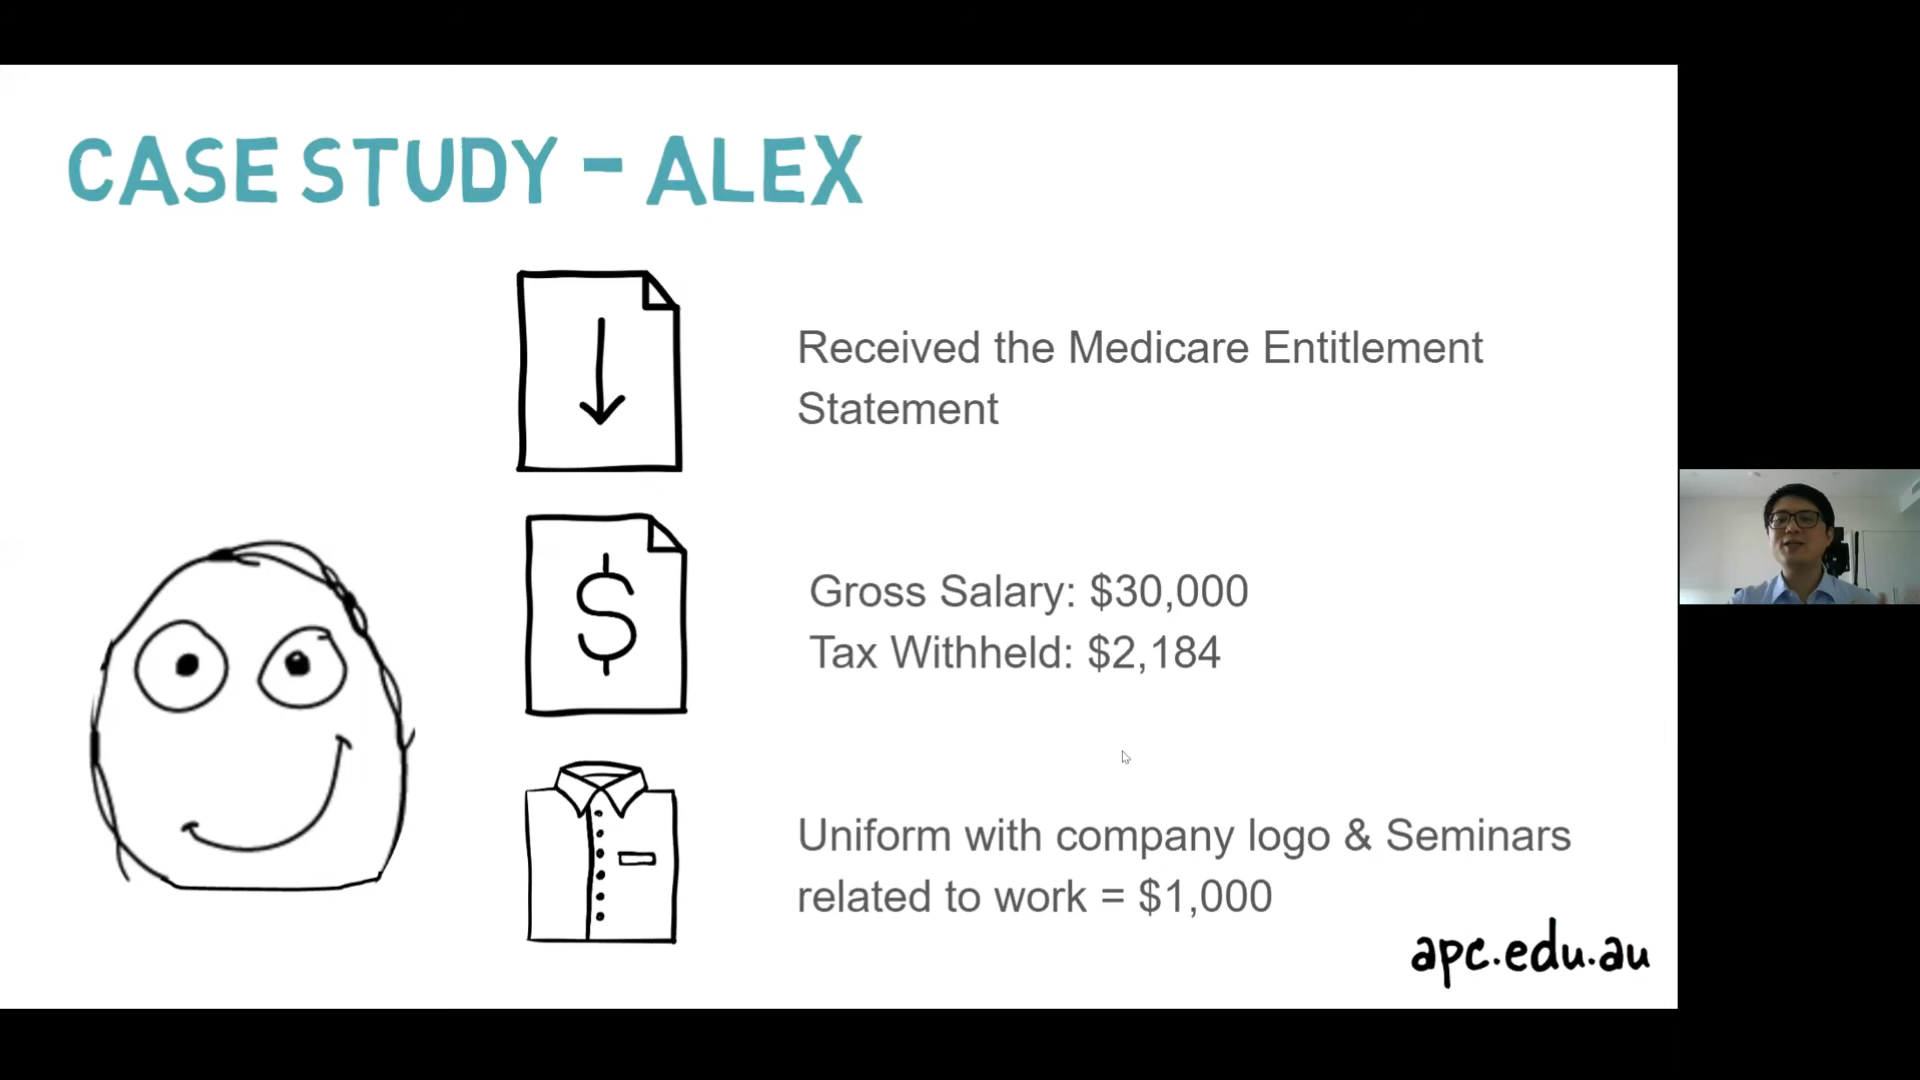 CASE STUDY - ALEX
Received the Medicare Entitlement
Statement
$
Gross Salary: $30,000
Tax Withheld: $2,184
Uniform with company logo & Seminars
related to work = $1,000
apc.edu.au